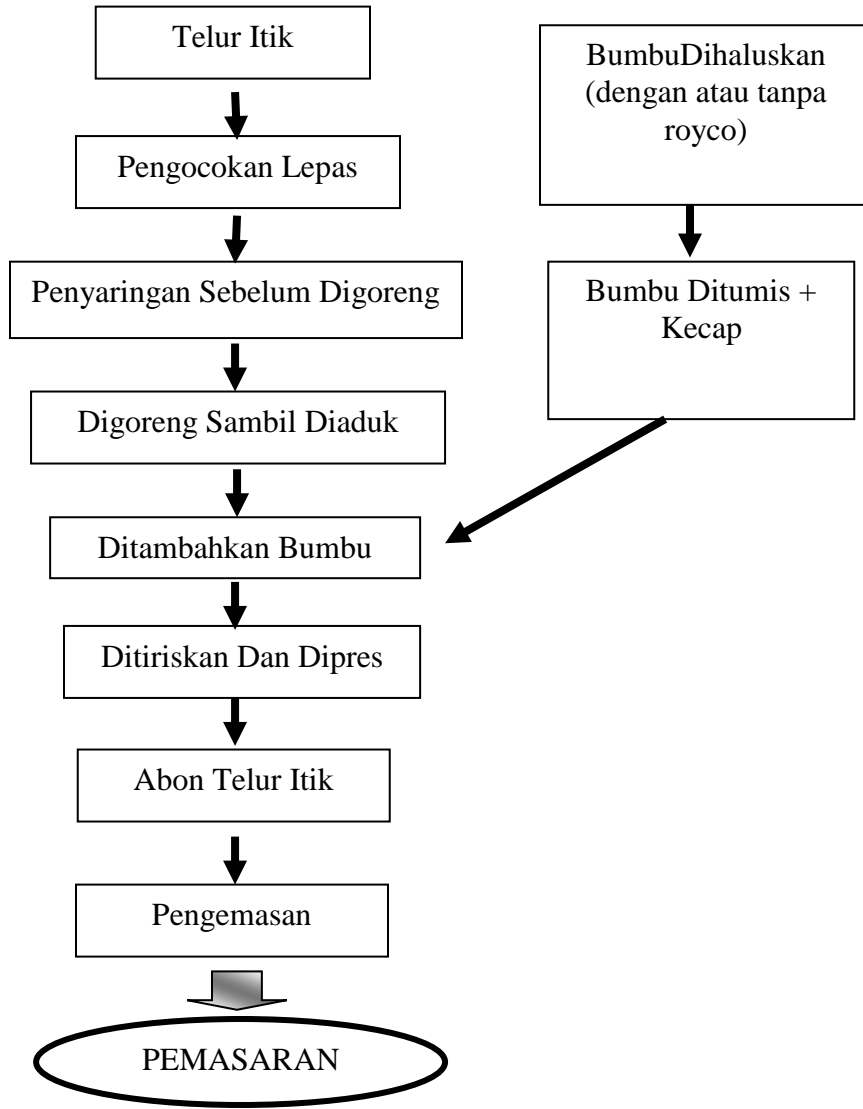 Telur Itik
Pengocokan Lepas
Penyaringan Sebelum Digoreng
Digoreng Sambil Diaduk
Ditambahkan Bumbu
Ditiriskan Dan Dipres
Abon Telur Itik
Pengemasan
PEMASARAN
BumbuDihaluskan
(dengan atau tanpa
royco)
Bumbu Ditumis +
Kecap